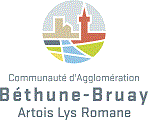 Communauté d'Agglomération
Béthune-Bruay
Artois Lys Romane